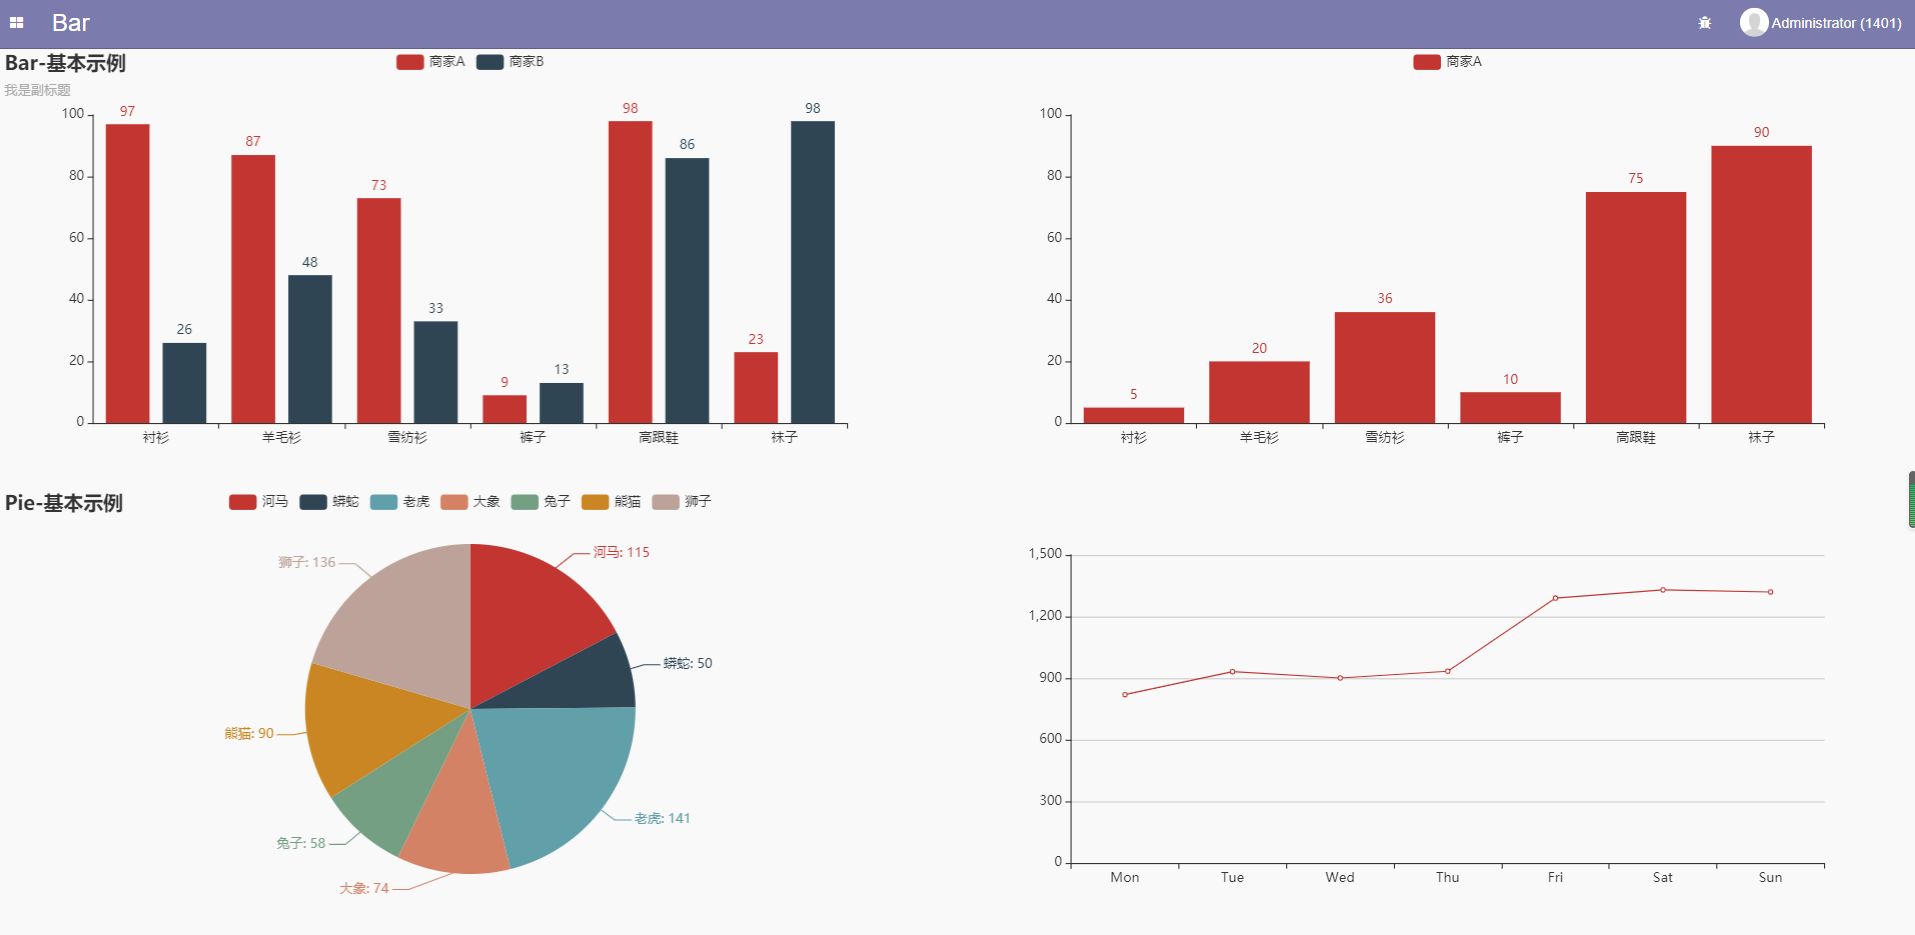 Bar
Administrator (1401)
Bar-基本示例
我是副标题
商家A 商家B
100
80
60
40
20
0
97 26 87 48 73 33 9 13 98 86 23 98
衬衫 羊毛衫 雪纺衫 裤子 高跟鞋 袜子
商家A
100
80
60
40
20
0
5 20 36 10 75 90
衬衫 羊毛衫 雪纺衫 裤子 高跟鞋 袜子
Pie-基本示例
河马 蟒蛇 老虎 大象 兔子 熊猫 狮子
河马: 115
蟒蛇: 50
老虎: 141
大象: 74
兔子: 58
熊猫: 90
狮子: 136
1,500
1,200
900
600
300
0
Mon Tue Wed Thu Fri Sat Sun